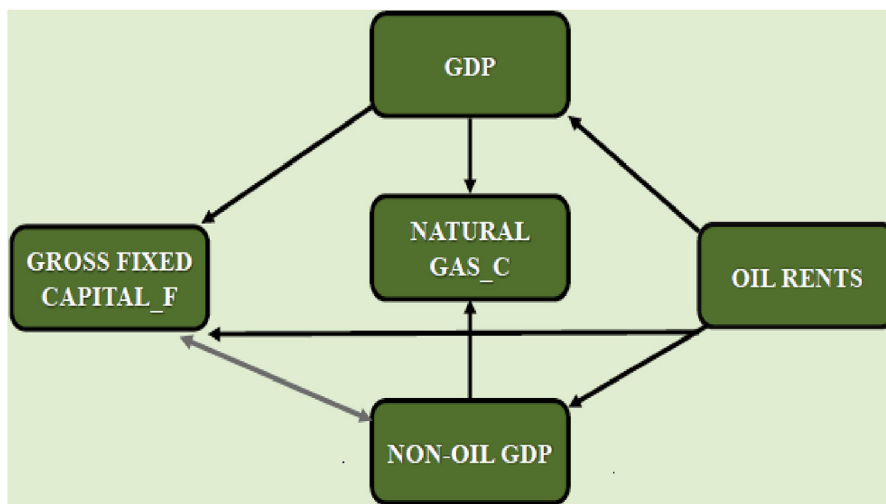 GDP
NATURAL
GAS_C
GROSS FIXED
CAPITAL_F
OIL RENTS
NON-OIL GDP